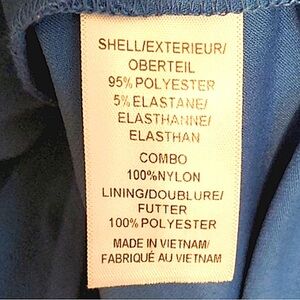 SHELL/EXTERIEUR/
OBERTEIL
95% POLYESTER
5% ELASTANE/
ELASTHANNE/
ELASTHAN
COMBO
100%NYLON
LINING/DOUBLURE/
FUTTER
100% POLYESTER
MADE IN VIETNAM/
FABRIQUÉ AU VIETNAM